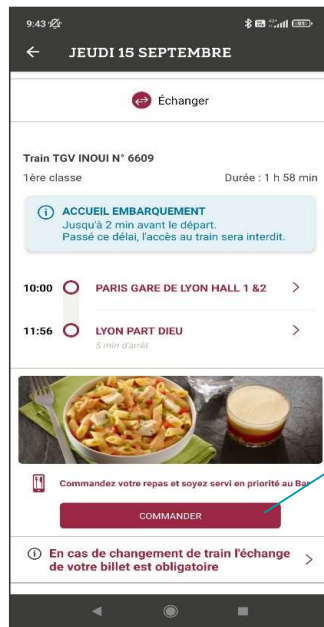 9:43
93
JEUDI 15 SEPTEMBRE
Échanger
Train TGV INOUI N° 6609
1ère classe
Durée : 1 h 58 min
ACCUEIL EMBARQUEMENT
Jusqu'à 2 min avant le départ.
Passé ce délai, l'accès au train sera interdit.
10:00 PARIS GARE DE LYON HALL 1 &2
11:56 LYON PART DIEU
5 min d'arrêt
Commandez votre repas et soyez servi en priorité au Bar
COMMANDER
En cas de changement de train l'échange
de votre billet est obligatoire